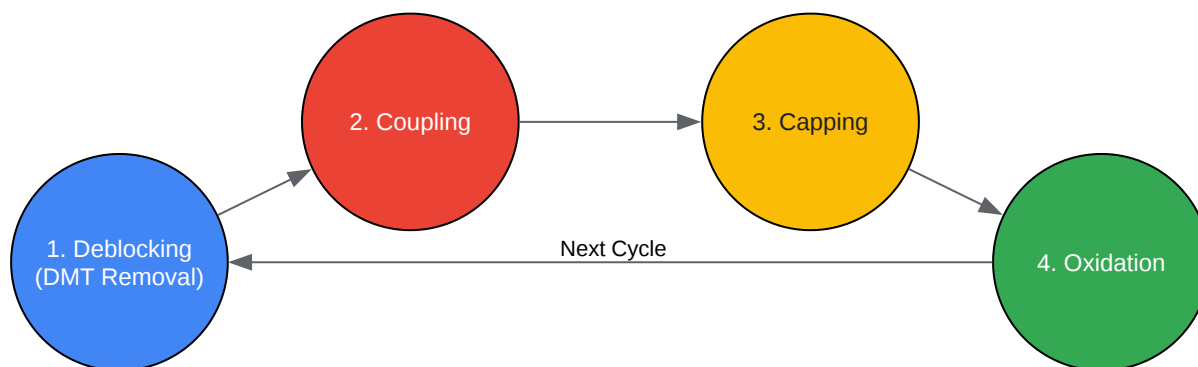 1. Deblocking
(DMT Removal)
2. Coupling
3. Capping
4. Oxidation
Next Cycle